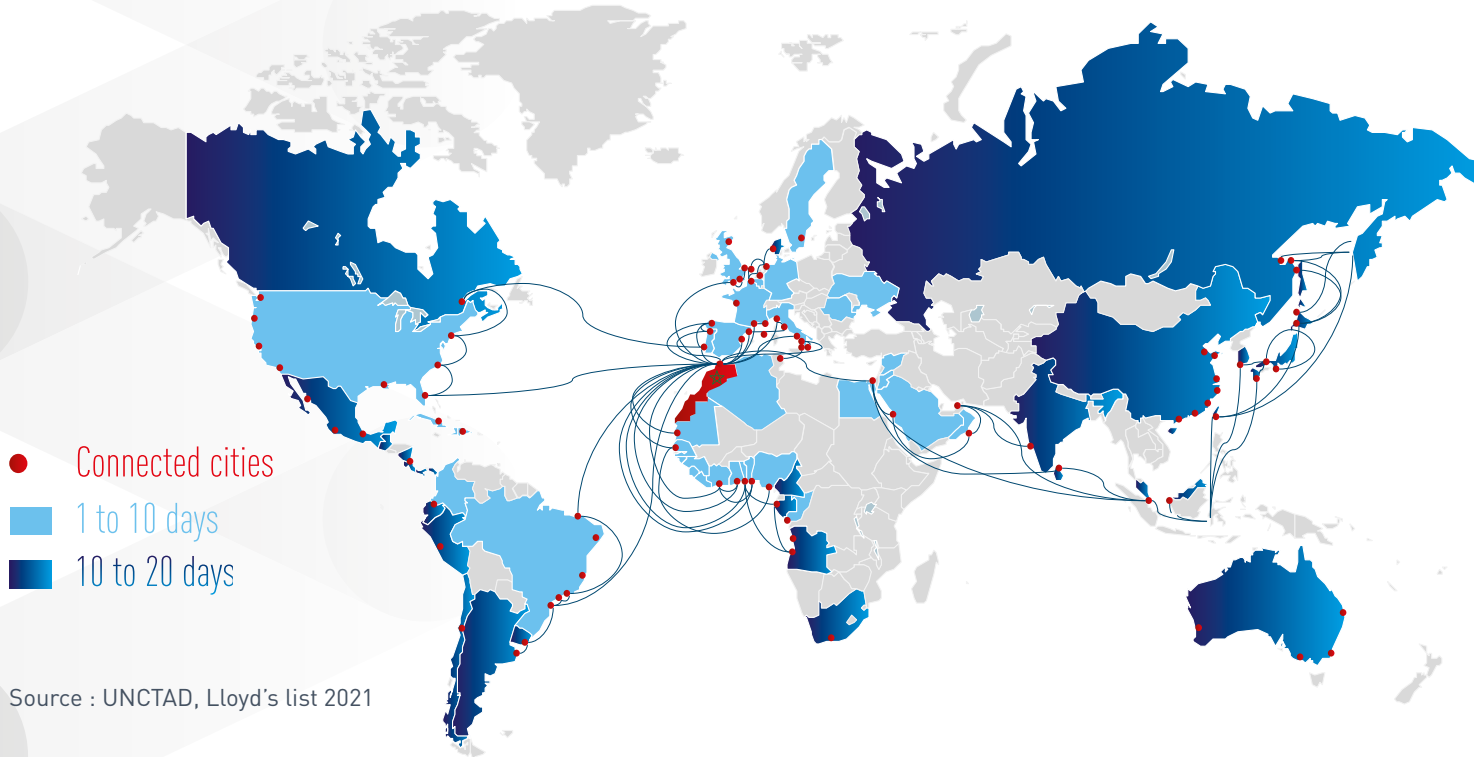 Connected cities
1 to 10 days
10 to 20 days
Source : UNCTAD, Lloyd's list 2021